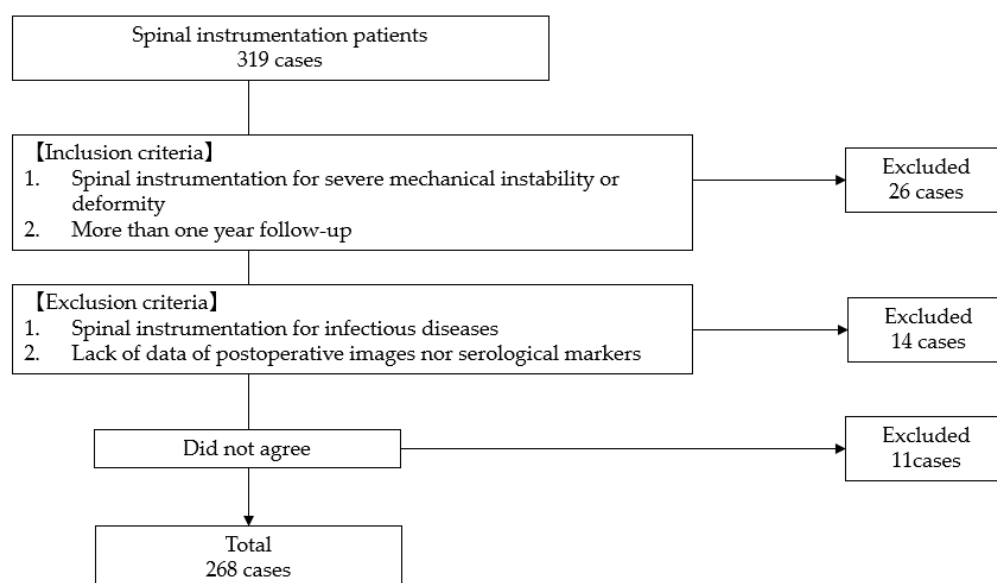 Spinal instrumentation patients
319 cases
【Inclusion criteria】
1. Spinal instrumentation for severe mechanical instability or
deformity
2. More than one year follow-up
Excluded
26 cases
【Exclusion criteria】
1. Spinal instrumentation for infectious diseases
2. Lack of data of postoperative images nor serological markers
Excluded
14 cases
Did not agree
Excluded
11cases
Total
268 cases